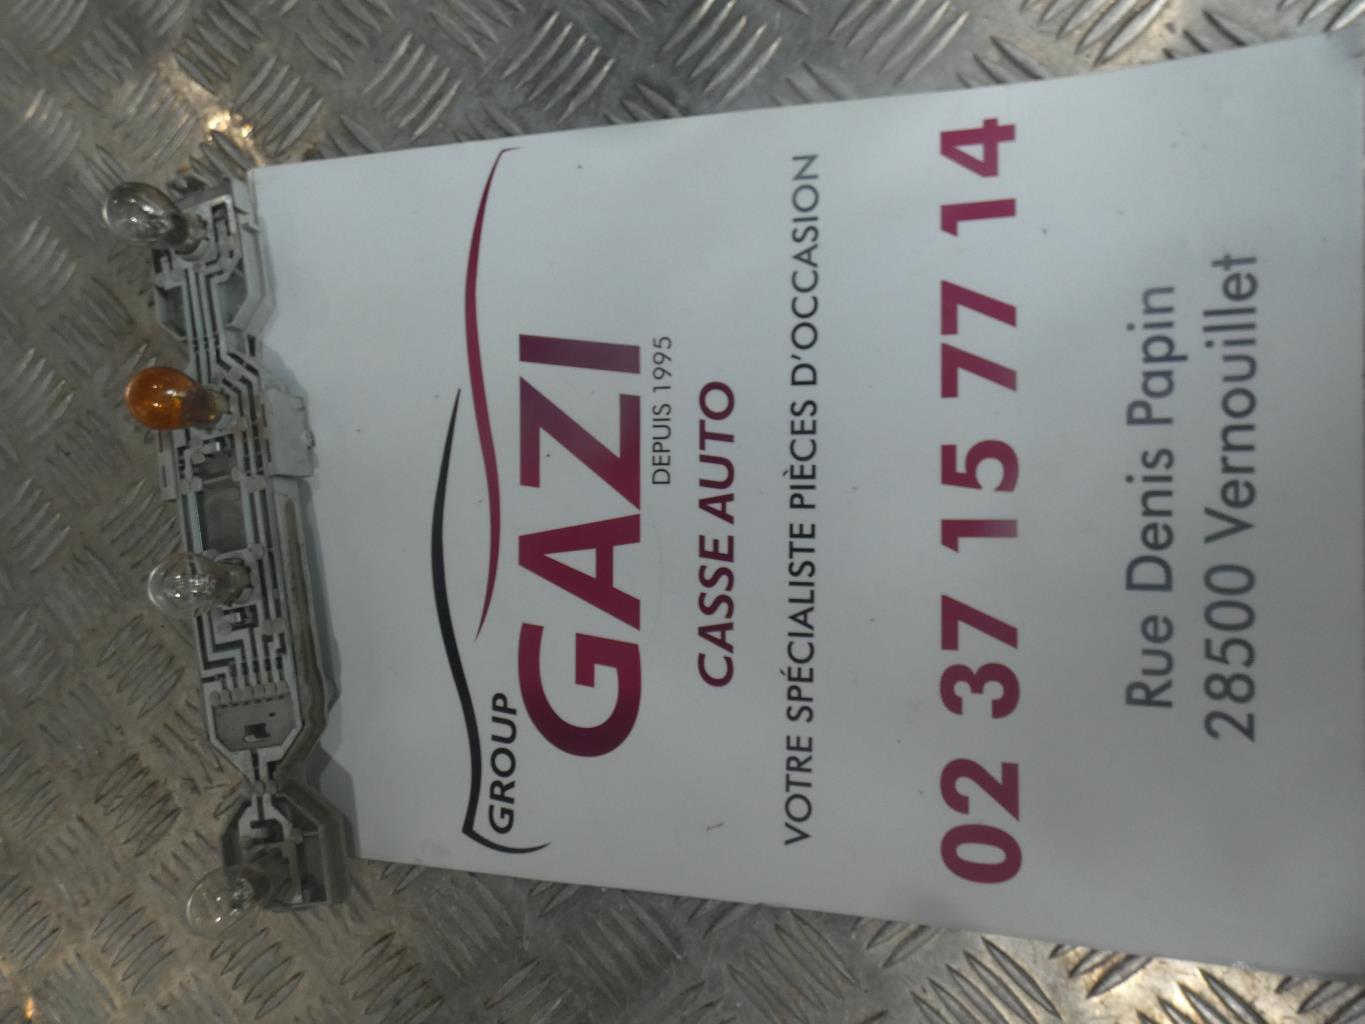 GROUP
GAZI
DEPUIS 1995
CASSE AUTO
VOTRE SPÉCIALISTE PIÈCES D'OCCASION
02 37 15 77 14
Rue Denis Papin
28500 Vernouillet